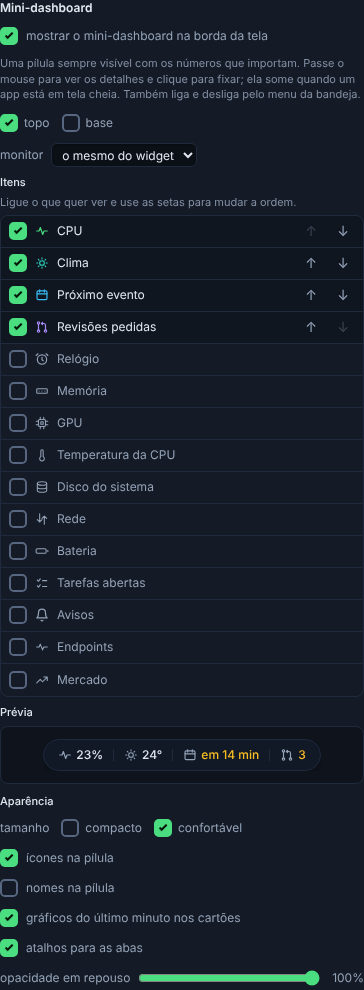 Mini-dashboard
mostrar o mini-dashboard na borda da tela
Uma pílula sempre visível com os números que importam. Passe o
mouse para ver os detalhes e clique para fixar; ela some quando um
app está em tela cheia. Também liga e desliga pelo menu da bandeja.
topo base
monitor o mesmo do widget
Itens
Ligue o que quer ver e use as setas para mudar a ordem.
CPU
Clima
Próximo evento
Revisões pedidas
Relógio
Memória
GPU
Temperatura da CPU
Disco do sistema
Rede
Bateria
Tarefas abertas
Avisos
Endpoints
Mercado
Prévia
23% 24° em 14 min 3
Aparência
tamanho compacto confortável
ícones na pílula
nomes na pílula
gráficos do último minuto nos cartões
atalhos para as abas
opacidade em repouso 100%